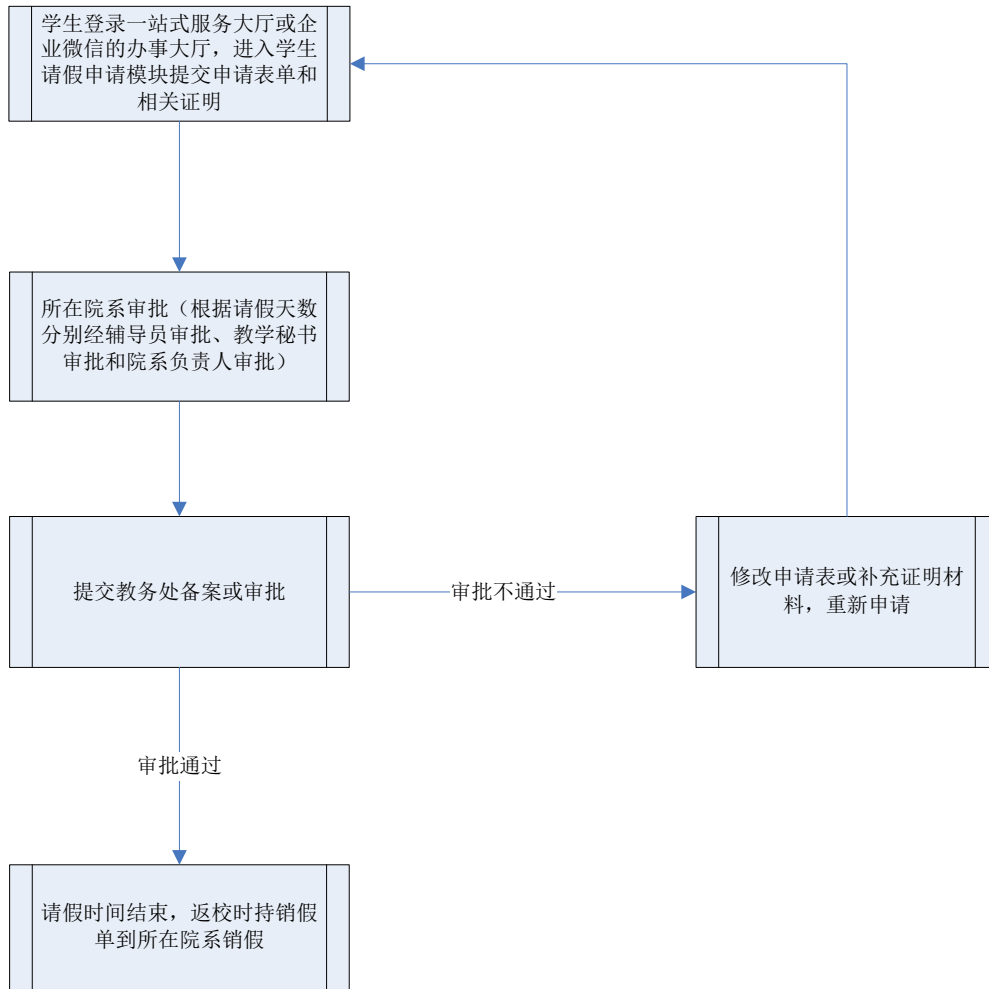 学生登录一站式服务大厅或企
业微信的办事大厅，进入学生
请假申请模块提交申请表单和
相关证明
所在院系审批（根据请假天数
分别经辅导员审批、教学秘书
审批和院系负责人审批）
提交教务处备案或审批
审批不通过
修改申请表或补充证明材
料，重新申请
审批通过
请假时间结束，返校时持销假
单到所在院系销假